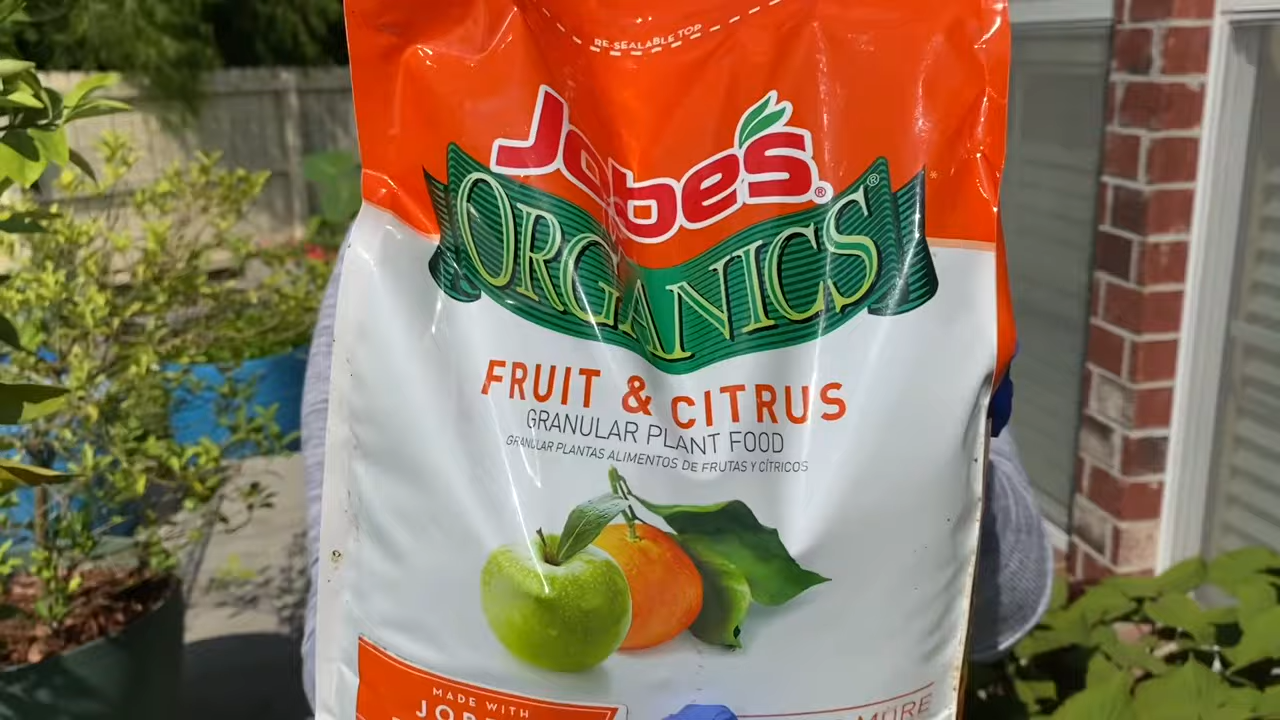 RE-SEALABLE TOP
Jobe's®
ORGANICS®*
FRUIT & CITRUS
GRANULAR PLANT FOOD
GRANULAR PLANTAS ALIMENTOS DE FRUTAS Y CÍTRICOS
MADE WITH